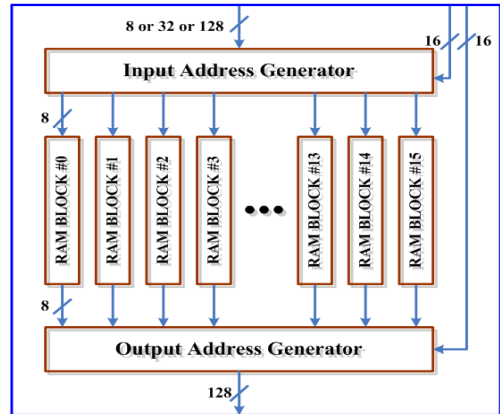 8 or 32 or 128
16
16
Input Address Generator
8
RAM BLOCK #0
RAM BLOCK #1
RAM BLOCK #2
RAM BLOCK #3
RAM BLOCK #13
RAM BLOCK #14
RAM BLOCK #15
8
Output Address Generator
128